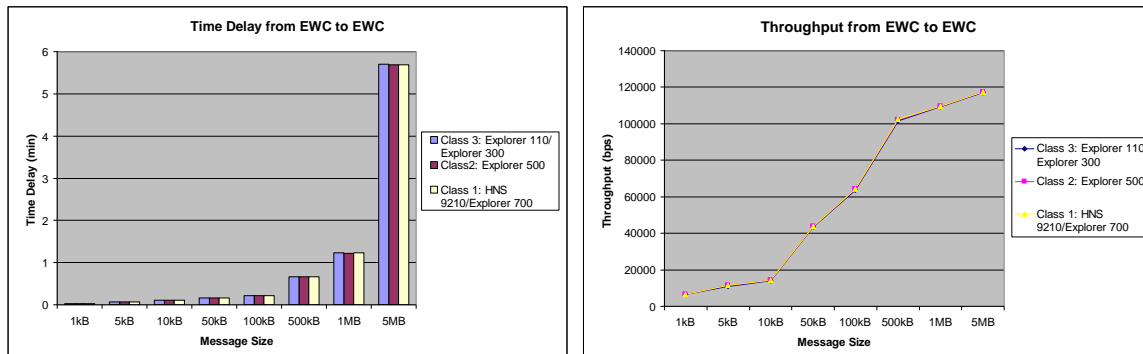 Time Delay from EWC to EWC
6
5
4
3
2
1
0
Time Delay (min)
1kB 5kB 10kB 50kB 100kB 500kB 1MB 5MB
Message Size
Class 3: Explorer 110/
Explorer 300
Class2: Explorer 500
Class 1: HNS
9210/Explorer 700
Throughput from EWC to EWC
140000
120000
100000
80000
60000
40000
20000
0
Throughput (bps)
1kB 5kB 10kB 50kB 100kB 500kB 1MB 5MB
Message Size
Class 3: Explorer 110/
Explorer 300
Class 2: Explorer 500
Class 1: HNS
9210/Explorer 700